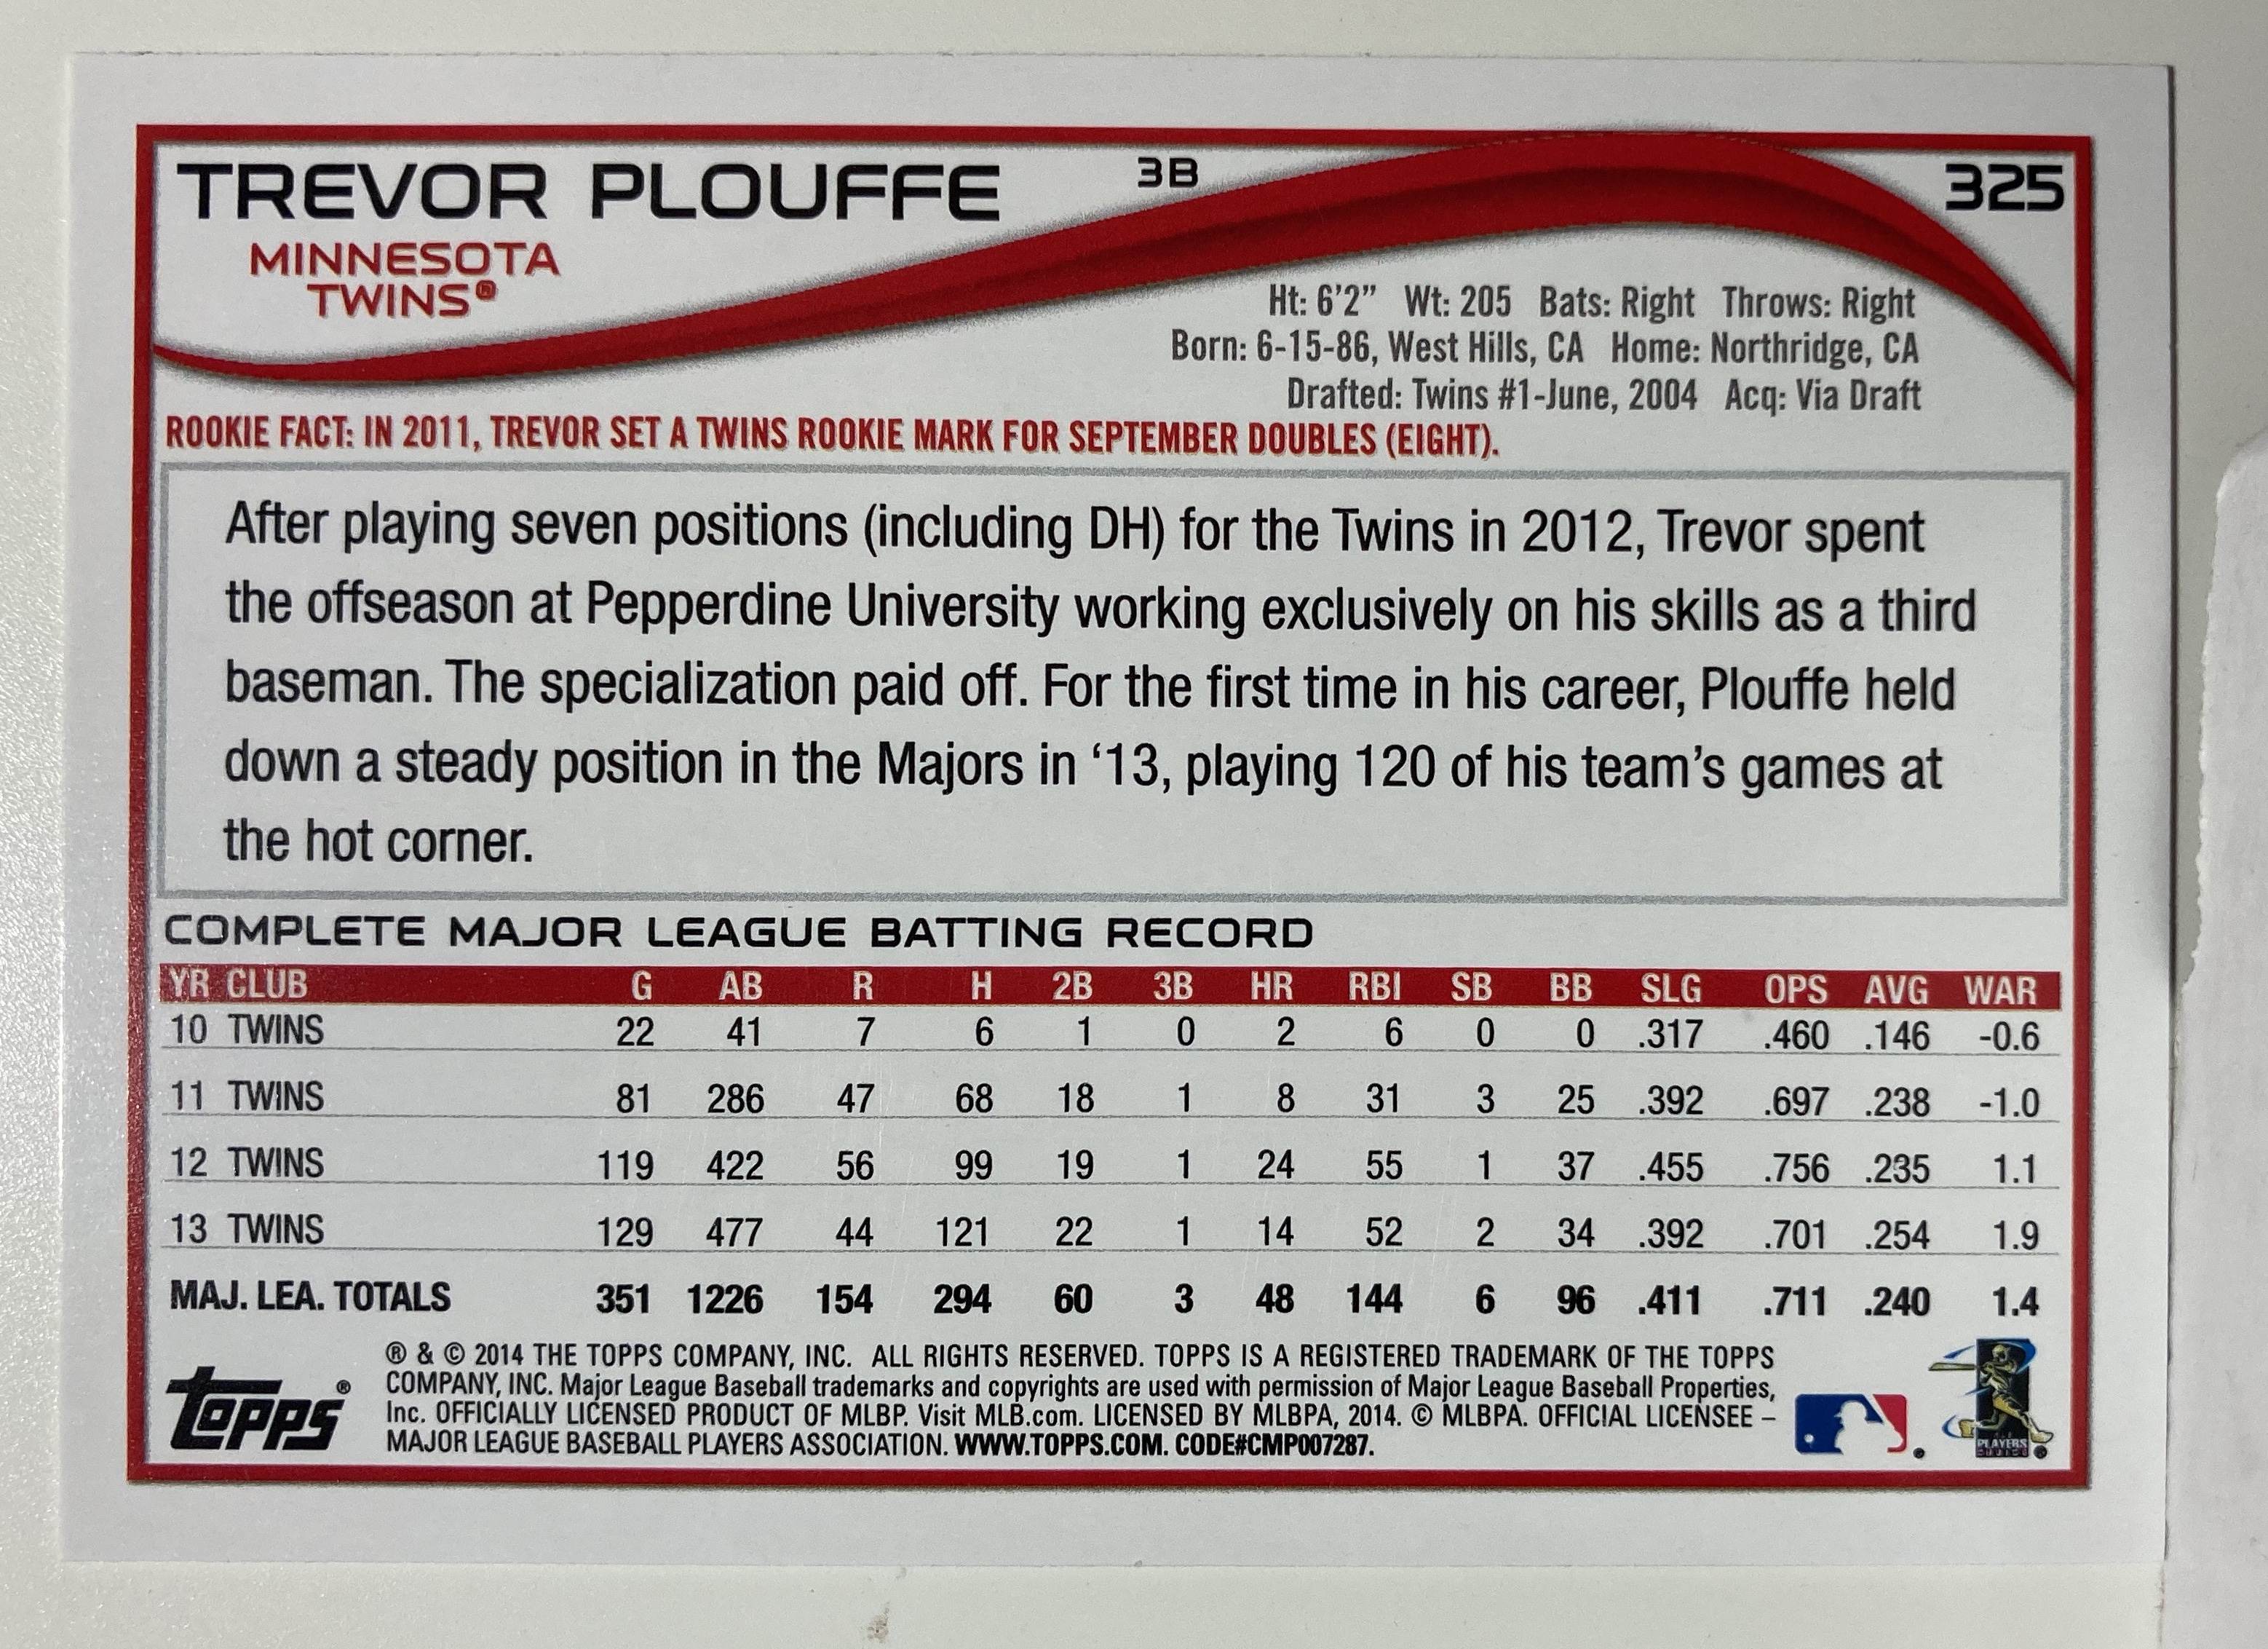 TREVOR PLOUFFE 3B 325
MINNESOTA
TWINS®
Ht: 6'2” Wt: 205 Bats: Right Throws: Right
Born: 6-15-86, West Hills, CA Home: Northridge, CA
Drafted: Twins #1-June, 2004 Acq: Via Draft
ROOKIE FACT: IN 2011, TREVOR SET A TWINS ROOKIE MARK FOR SEPTEMBER DOUBLES (EIGHT).
After playing seven positions (including DH) for the Twins in 2012, Trevor spent
the offseason at Pepperdine University working exclusively on his skills as a third
baseman. The specialization paid off. For the first time in his career, Plouffe held
down a steady position in the Majors in ‘13, playing 120 of his team’s games at
the hot corner.
COMPLETE MAJOR LEAGUE BATTING RECORD
YR CLUB G AB R H 2B 3B HR RBI SB BB SLG OPS AVG WAR
10 TWINS 22 41 7 6 1 0 2 6 0 0 .317 .460 .146 -0.6
11 TWINS 81 286 47 68 18 1 8 31 3 25 .392 .697 .238 -1.0
12 TWINS 119 422 56 99 19 1 24 55 1 37 .455 .756 .235 1.1
13 TWINS 129 477 44 121 22 1 14 52 2 34 .392 .701 .254 1.9
MAJ. LEA. TOTALS 351 1226 154 294 60 3 48 144 6 96 .411 .711 .240 1.4
topps®
® & © 2014 THE TOPPS COMPANY, INC. ALL RIGHTS RESERVED. TOPPS IS A REGISTERED TRADEMARK OF THE TOPPS
COMPANY, INC. Major League Baseball trademarks and copyrights are used with permission of Major League Baseball Properties,
Inc. OFFICIALLY LICENSED PRODUCT OF MLBP. Visit MLB.com. LICENSED BY MLBPA, 2014. © MLBPA. OFFICIAL LICENSEE –
MAJOR LEAGUE BASEBALL PLAYERS ASSOCIATION. WWW.TOPPS.COM. CODE#CMP007287.
PLAYERS